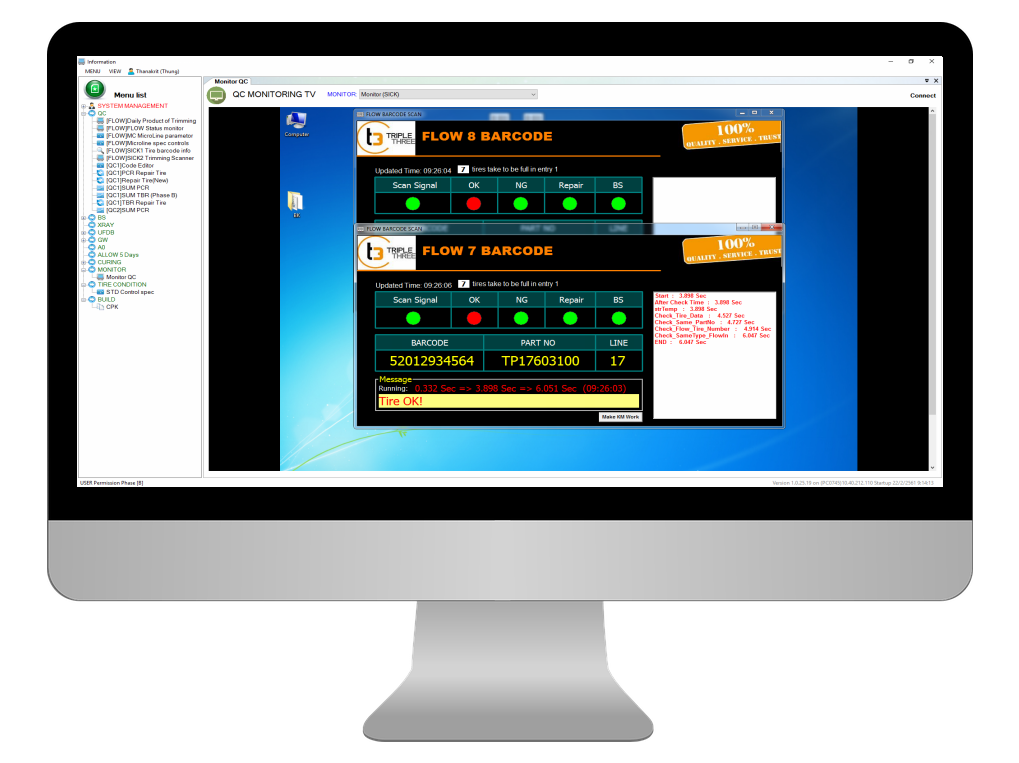 Information
MENU VIEW Thanakrit (Thung)
Menu list
SYSTEM MANAGEMENT
QC
[FLOW]Daily Product of Trimming
[FLOW]FLOW Status monitor
[FLOW]MC MicroLine paramator
[FLOW]Microline spec controls
[FLOW]SICK1 Tire barcode info
[FLOW]SICK2 Trimming Scanner
[QC1]Code Editor
[QC1]PCR Repair Tire
[QC1]Repair Tire(New)
[QC1]SUM PCR
[QC1]SUM TBR (Phase B)
[QC1]TBR Repair Tire
[QC2]SUM PCR
BS
XRAY
UFDB
GW
A0
ALLOW 5 Days
CURING
MONITOR
Monitor QC
TIRE CONDITION
STD Control spec
BUILD
CPK
Monitor QC
QC MONITORING TV MONITOR: Monitor (SICK)
Connect
Computer
EK
FLOW BARCODE SCAN
t3 TRIPLE THREE FLOW 8 BARCODE
100%
QUALITY . SERVICE . TRUST
Updated Time: 09:26:04 7 tires take to be full in entry 1
Scan Signal OK NG Repair BS
FLOW BARCODE SCAN
t3 TRIPLE THREE FLOW 7 BARCODE
100%
QUALITY . SERVICE . TRUST
Updated Time: 09:26:06 7 tires take to be full in entry 1
Scan Signal OK NG Repair BS
BARCODE PART NO LINE
52012934564 TP17603100 17
Message
Running: 0.332 Sec => 3.898 Sec => 6.051 Sec (09:26:03)
Tire OK!
Make KM Work
Start : 3.898 Sec
After Check Time : 3.898 Sec
strTemp : 3.898 Sec
Check_Tire_Data : 4.527 Sec
Check_Same_PartNo : 4.727 Sec
Check_Flow_Tire_Number : 4.914 Sec
Check_SameType_FlowIn : 6.047 Sec
END : 6.047 Sec
USER Permission Phase [B]
Version 1.0.23.19 on (PC0745)10.40.212.110 Startup 22/2/2561 9:14:13